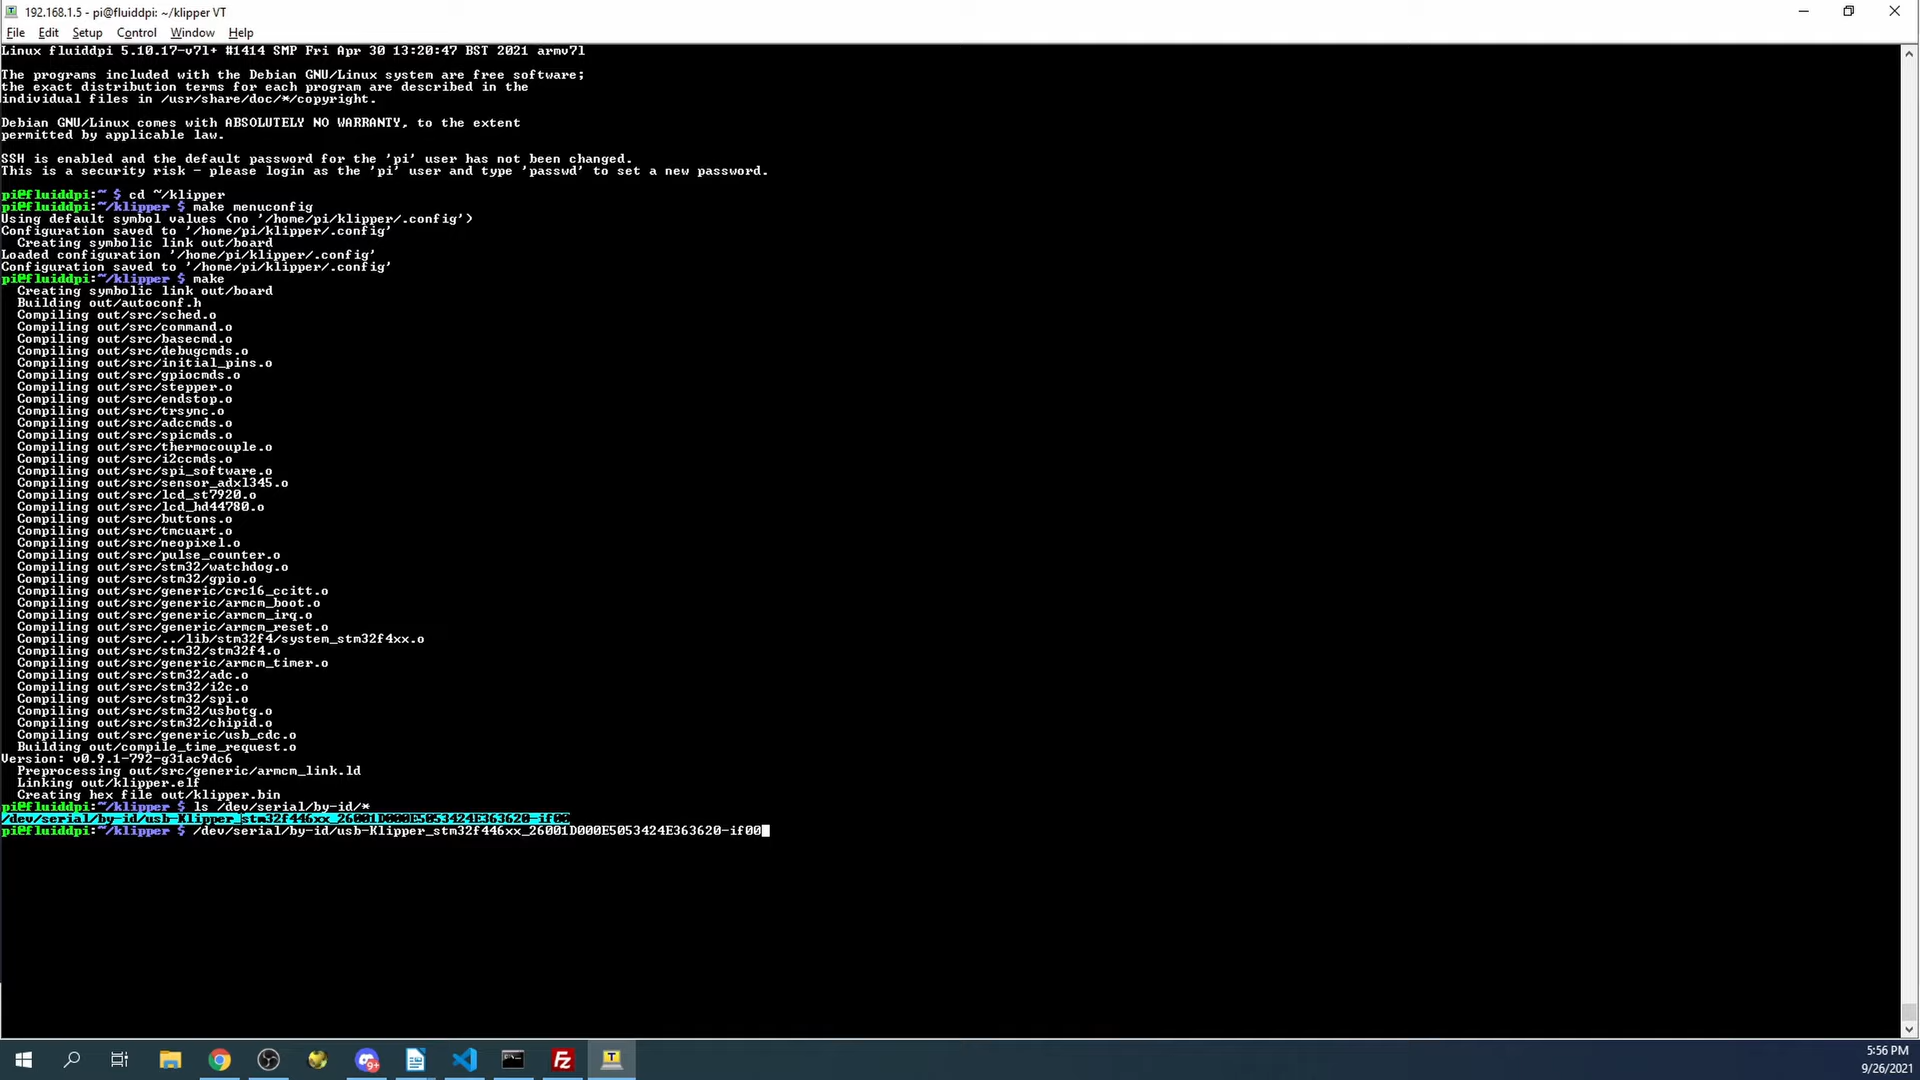 192.168.1.5 - pi@fluiddpi: ~/klipper VT
File Edit Setup Control Window Help
Linux fluiddpi 5.10.17-v7l+ #1414 SMP Fri Apr 30 13:20:47 BST 2021 armv7l
The programs included with the Debian GNU/Linux system are free software;
the exact distribution terms for each program are described in the
individual files in /usr/share/doc/*/copyright.
Debian GNU/Linux comes with ABSOLUTELY NO WARRANTY, to the extent
permitted by applicable law.
SSH is enabled and the default password for the 'pi' user has not been changed.
This is a security risk - please login as the 'pi' user and type 'passwd' to set a new password.
pi@fluiddpi:~ $ cd ~/klipper
pi@fluiddpi:~/klipper $ make menuconfig
Using default symbol values (no '/home/pi/klipper/.config')
Configuration saved to '/home/pi/klipper/.config'
Creating symbolic link out/board
Loaded configuration '/home/pi/klipper/.config'
Configuration saved to '/home/pi/klipper/.config'
pi@fluiddpi:~/klipper $ make
Creating symbolic link out/board
Building out/autoconf.h
Compiling out/src/sched.o
Compiling out/src/command.o
Compiling out/src/basecmd.o
Compiling out/src/debugcmds.o
Compiling out/src/initial_pins.o
Compiling out/src/gpiocmds.o
Compiling out/src/stepper.o
Compiling out/src/endstop.o
Compiling out/src/trsync.o
Compiling out/src/adccmds.o
Compiling out/src/spicmds.o
Compiling out/src/thermocouple.o
Compiling out/src/i2ccmds.o
Compiling out/src/spi_software.o
Compiling out/src/sensor_adxl345.o
Compiling out/src/lcd_st7920.o
Compiling out/src/lcd_hd44780.o
Compiling out/src/buttons.o
Compiling out/src/tmcuart.o
Compiling out/src/neopixel.o
Compiling out/src/pulse_counter.o
Compiling out/src/stm32/watchdog.o
Compiling out/src/stm32/gpio.o
Compiling out/src/generic/crc16_ccitt.o
Compiling out/src/generic/armcm_boot.o
Compiling out/src/generic/armcm_irq.o
Compiling out/src/generic/armcm_reset.o
Compiling out/src/../lib/stm32f4/system_stm32f4xx.o
Compiling out/src/stm32/stm32f4.o
Compiling out/src/generic/armcm_timer.o
Compiling out/src/stm32/adc.o
Compiling out/src/stm32/i2c.o
Compiling out/src/stm32/spi.o
Compiling out/src/stm32/usbotg.o
Compiling out/src/stm32/chipid.o
Compiling out/src/generic/usb_cdc.o
Building out/compile_time_request.o
Version: v0.9.1-792-g31ac9dc6
Preprocessing out/src/generic/armcm_link.ld
Linking out/klipper.elf
Creating hex file out/klipper.bin
pi@fluiddpi:~/klipper $ ls /dev/serial/by-id/*
/dev/serial/by-id/usb-Klipper_stm32f446xx_26001D000E5053424E363620-if00
pi@fluiddpi:~/klipper $ /dev/serial/by-id/usb-Klipper_stm32f446xx_26001D000E5053424E363620-if00
5:56 PM
9/26/2021